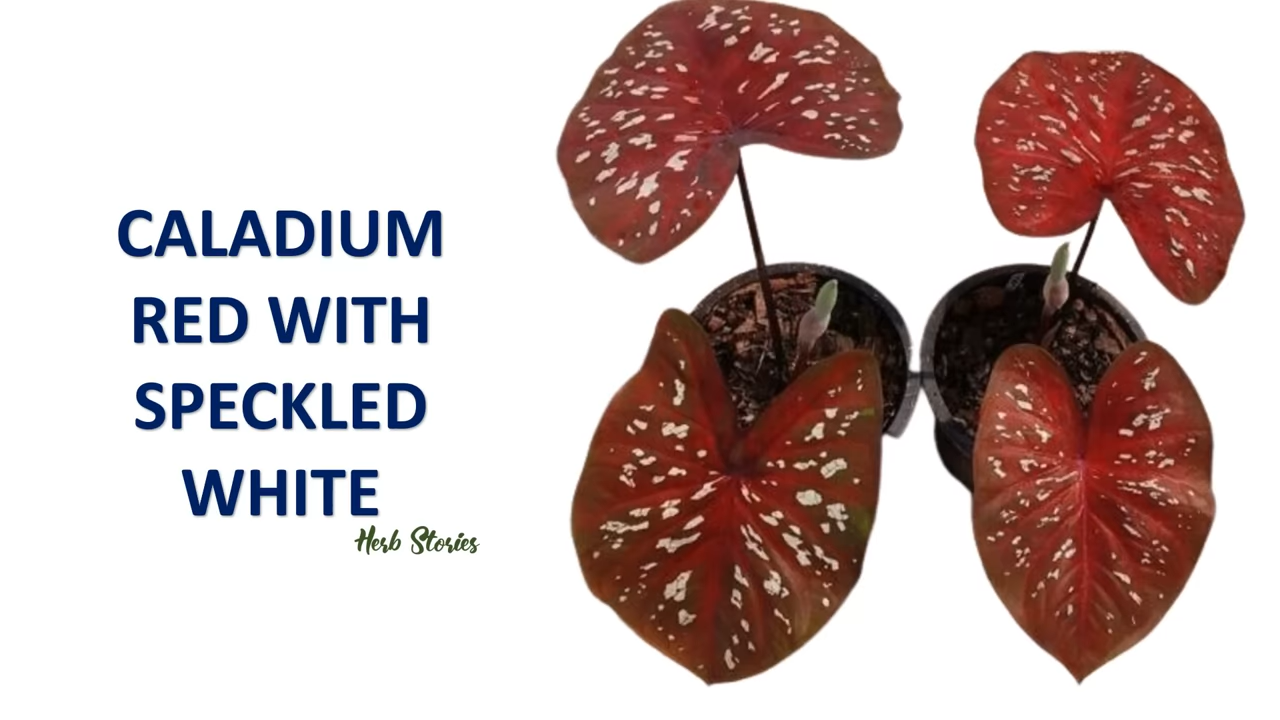 CALADIUM
RED WITH
SPECKLED
WHITE
Herb Stories